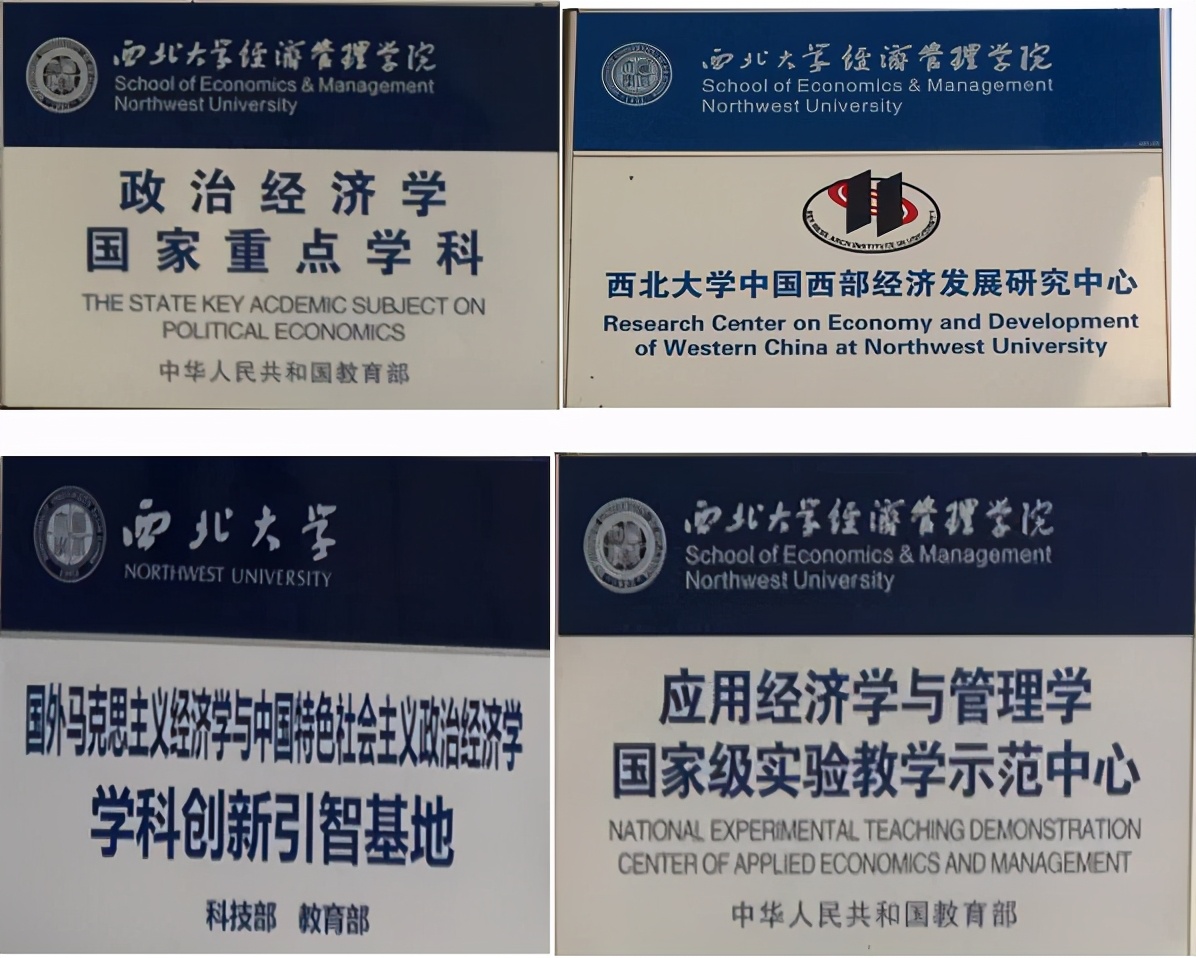 西北大学经济管理学院
School of Economics & Management
Northwest University
政治经济学
国家重点学科
THE STATE KEY ACDEMIC SUBJECT ON
POLITICAL ECONOMICS
中华人民共和国教育部
西北大学经济管理学院
School of Economics & Management
Northwest University
西北大学中国西部经济发展研究中心
Research Center on Economy and Development
of Western China at Northwest University
西北大学
NORTHWEST UNIVERSITY
国外马克思主义经济学与中国特色社会主义政治经济学
学科创新引智基地
科技部 教育部
西北大学经济管理学院
School of Economics & Management
Northwest University
应用经济学与管理学
国家级实验教学示范中心
NATIONAL EXPERIMENTAL TEACHING DEMONSTRATION
CENTER OF APPLIED ECONOMICS AND MANAGEMENT
中华人民共和国教育部